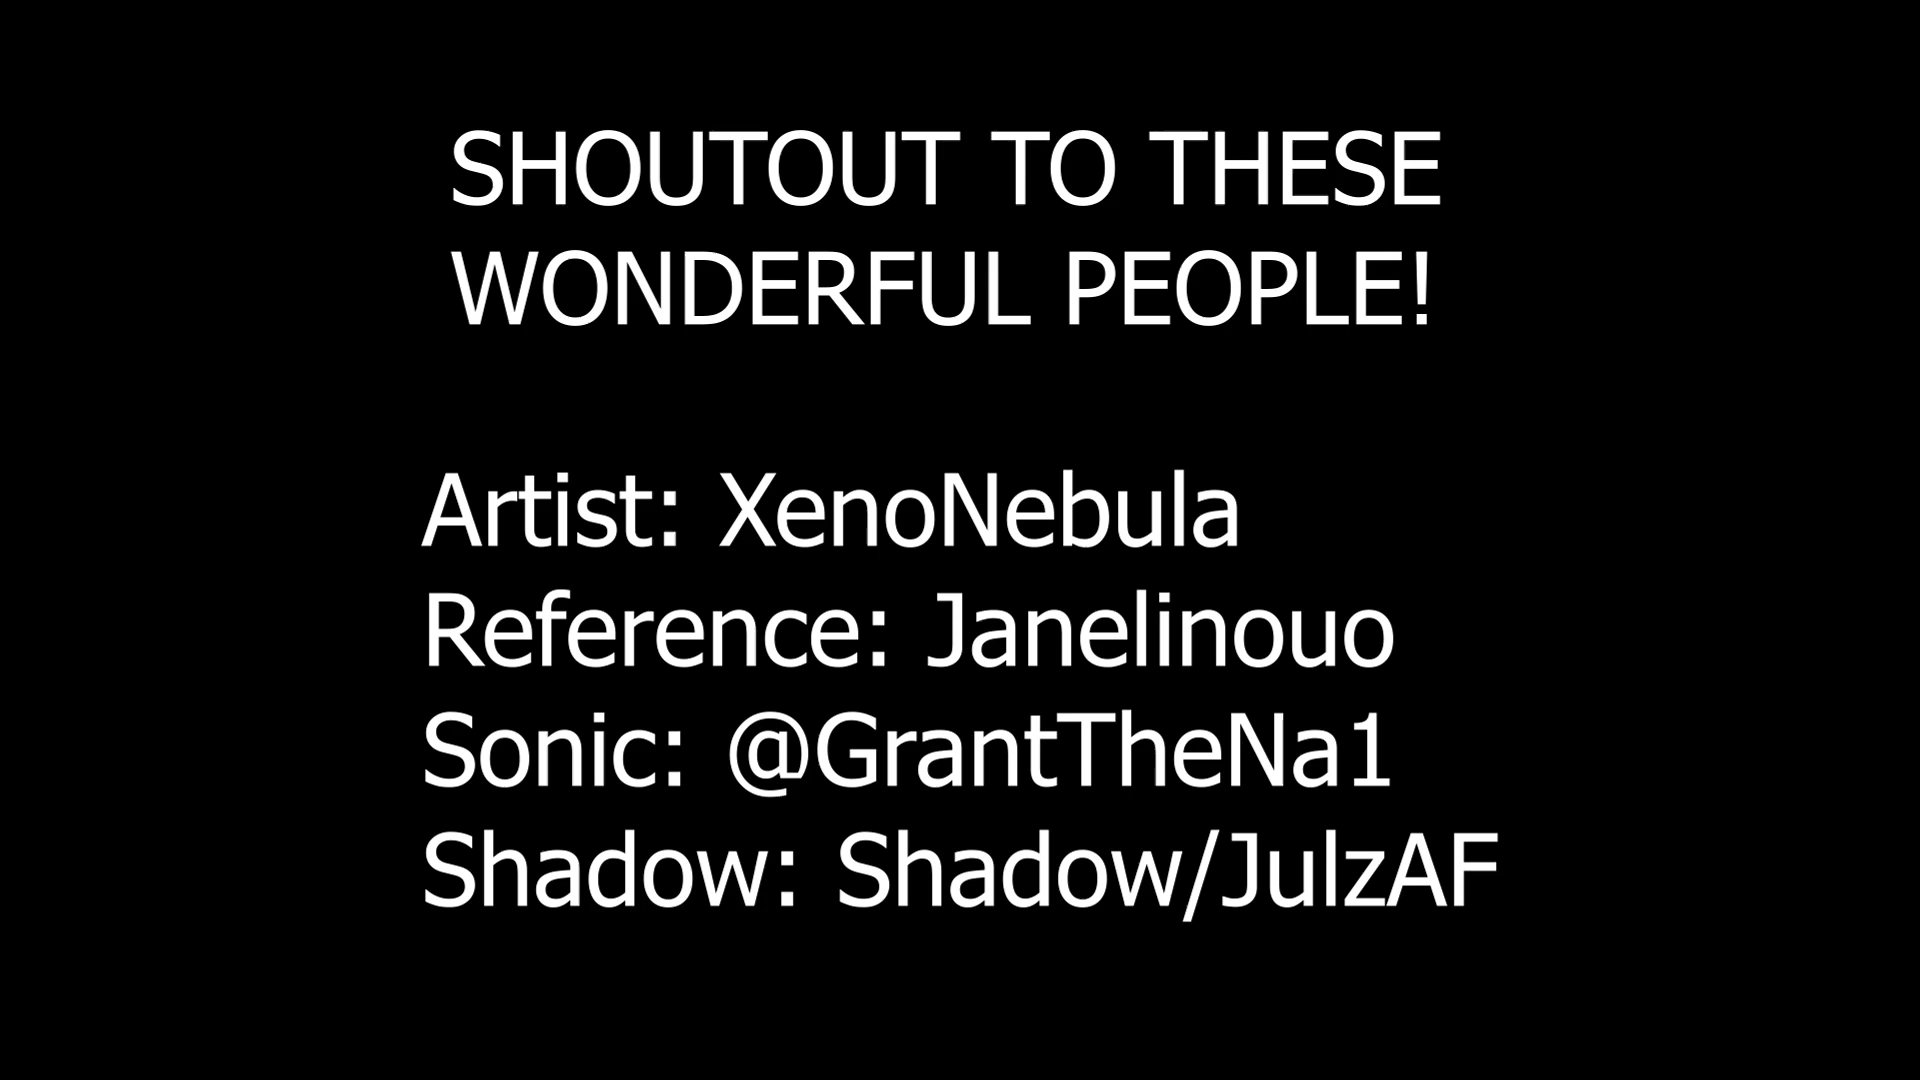 SHOUTOUT TO THESE
WONDERFUL PEOPLE!
Artist: XenoNebula
Reference: Janelinouo
Sonic: @GrantTheNa1
Shadow: Shadow/JulzAF